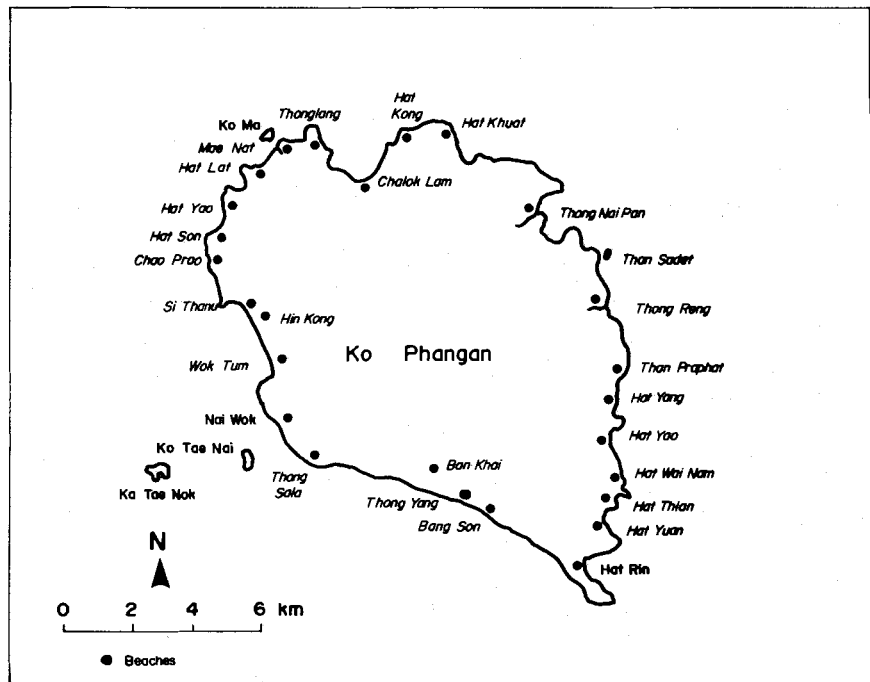 Hat
Kong
Thonglang
Ko Ma
Hat Khuat
Mae Nat
Hat Lat
Chalok Lam
Hat Yao
Thong Nai Pan
Hat Son
Chao Prao
Than Sadet
Si Thanu
Hin Kong
Thong Reng
Ko Phangan
Wok Tum
Than Praphat
Hat Yang
Nai Wok
Hat Yao
Ko Tae Nai
Ban Khai
Hat Wai Nam
Thong
Sala
Ka Tae Nok
Thong Yang
Hat Thian
Bang Son
Hat Yuan
N
Hat Rin
0 2 4 6 km
Beaches